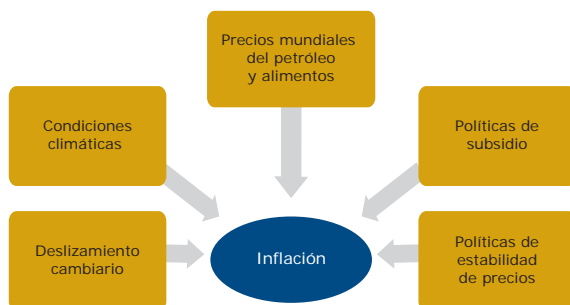 Precios mundiales
del petróleo
y alimentos
Condiciones
climáticas
Políticas de
subsidio
Deslizamiento
cambiario
Inflación
Políticas de
estabilidad
de precios